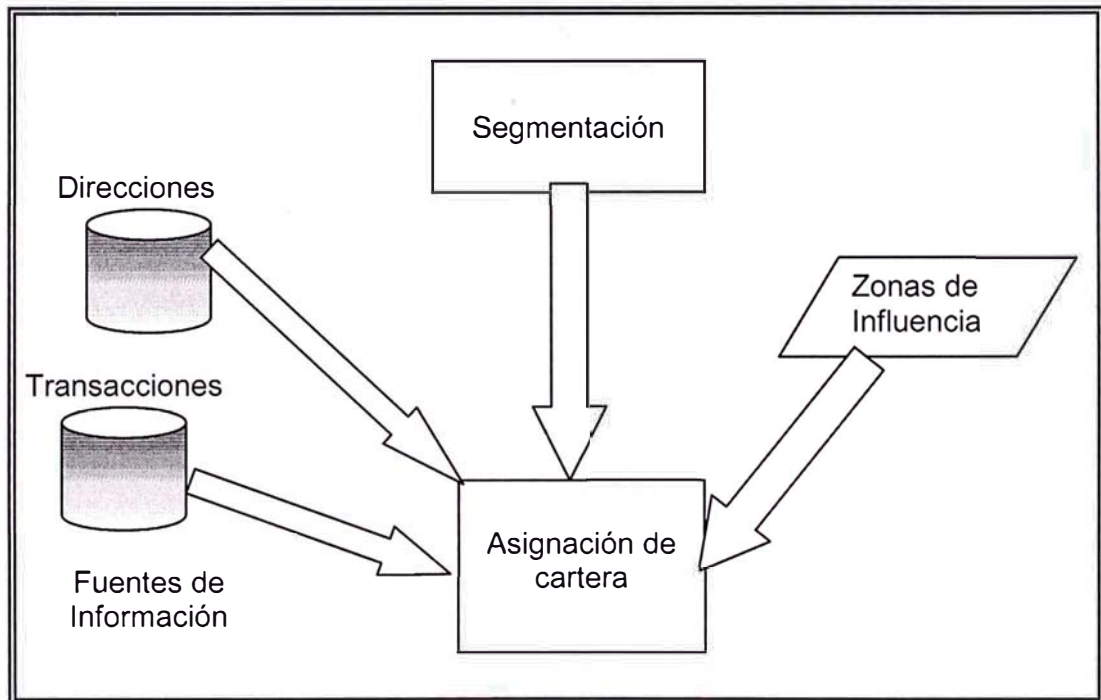 Segmentación
Direcciones
Zonas de
Influencia
Transacciones
Asignación de
cartera
Fuentes de
Información